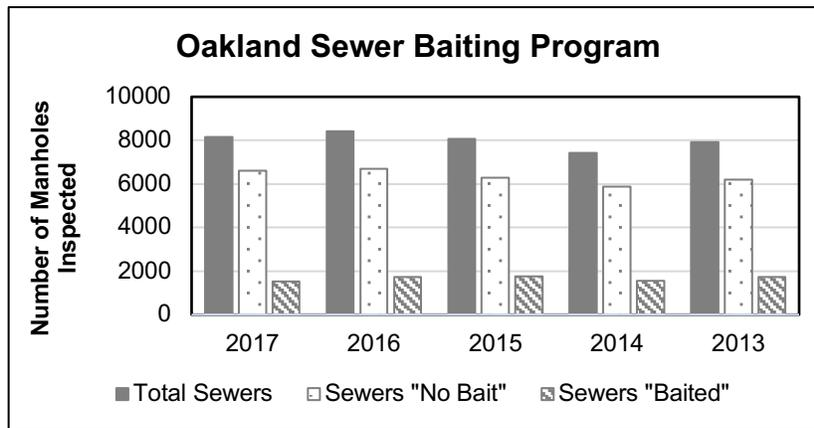 Oakland Sewer Baiting Program
Number of Manholes
Inspected
10000
8000
6000
4000
2000
0
2017 2016 2015 2014 2013
Total Sewers Sewers "No Bait" Sewers "Baited"